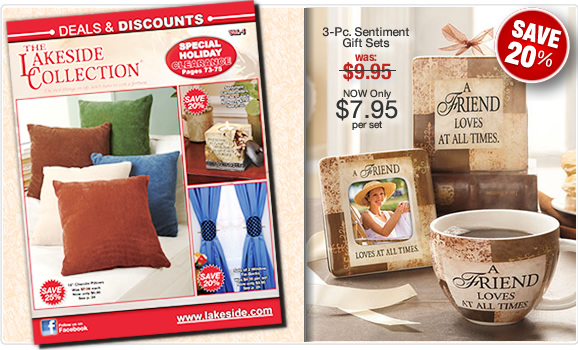 DEALS & DISCOUNTS
THE
LAKESIDE
COLLECTION
SPECIAL
HOLIDAY
CLEARANCE
Pages 73-75
SAVE
20%
SAVE
25%
SAVE
20%
Follow us on
Facebook
www.lakeside.com
3-Pc. Sentiment
Gift Sets
was:
$9.95
NOW Only
$7.95
per set
SAVE
20%
A
FRIEND
LOVES
AT ALL TIMES.
A FRIEND
LOVES AT ALL TIMES.
A
FRIEND
LOVES
AT ALL TIMES